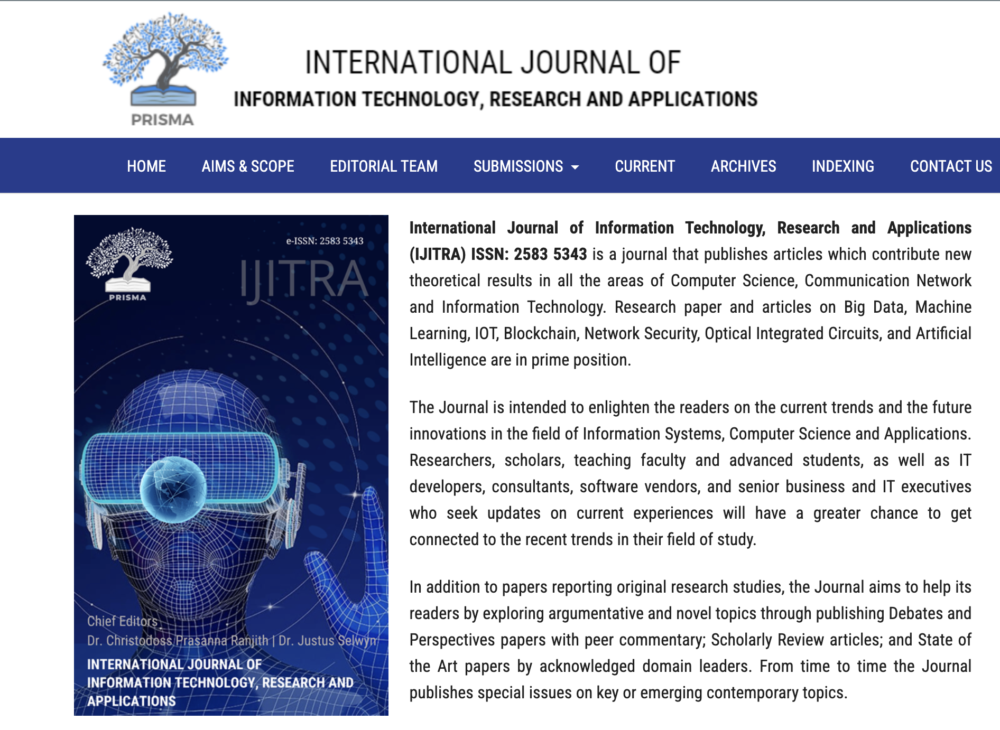 PRISMA
INTERNATIONAL JOURNAL OF
INFORMATION TECHNOLOGY, RESEARCH AND APPLICATIONS
HOME
AIMS & SCOPE
EDITORIAL TEAM
SUBMISSIONS
CURRENT
ARCHIVES
INDEXING
CONTACT US
e-ISSN: 2583 5343
IJITRA
PRISMA
Chief Editors
Dr. Christodoss Prasanna Ranjith | Dr. Justus Selwyn
INTERNATIONAL JOURNAL OF
INFORMATION TECHNOLOGY, RESEARCH AND
APPLICATIONS
International Journal of Information Technology, Research and Applications
(IJITRA) ISSN: 2583 5343 is a journal that publishes articles which contribute new
theoretical results in all the areas of Computer Science, Communication Network
and Information Technology. Research paper and articles on Big Data, Machine
Learning, IOT, Blockchain, Network Security, Optical Integrated Circuits, and Artificial
Intelligence are in prime position.
The Journal is intended to enlighten the readers on the current trends and the future
innovations in the field of Information Systems, Computer Science and Applications.
Researchers, scholars, teaching faculty and advanced students, as well as IT
developers, consultants, software vendors, and senior business and IT executives
who seek updates on current experiences will have a greater chance to get
connected to the recent trends in their field of study.
In addition to papers reporting original research studies, the Journal aims to help its
readers by exploring argumentative and novel topics through publishing Debates and
Perspectives papers with peer commentary; Scholarly Review articles; and State of
the Art papers by acknowledged domain leaders. From time to time the Journal
publishes special issues on key or emerging contemporary topics.